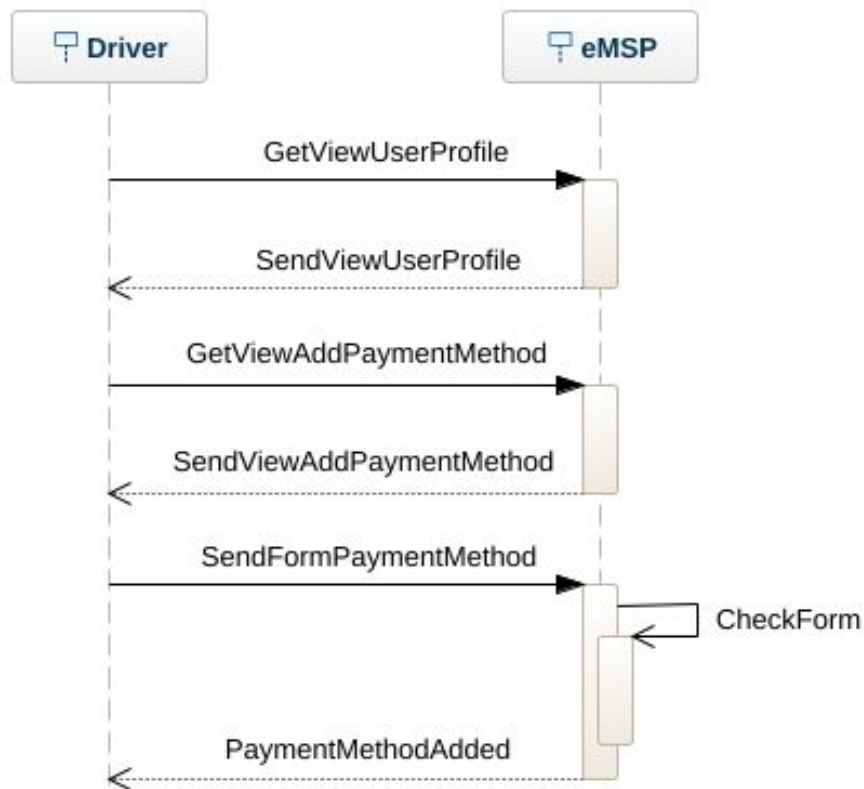 Driver
eMSP
GetViewUserProfile
SendViewUserProfile
GetViewAddPaymentMethod
SendViewAddPaymentMethod
SendFormPaymentMethod
CheckForm
PaymentMethodAdded